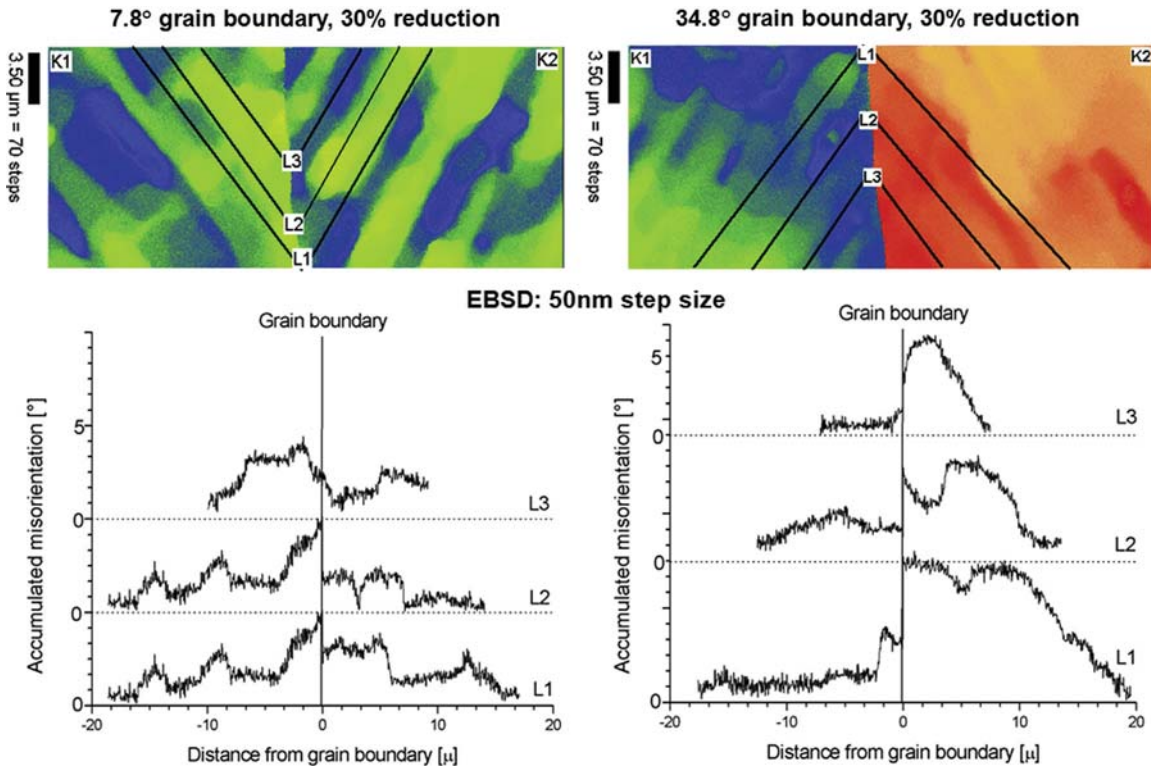 7.8° grain boundary, 30% reduction
34.8° grain boundary, 30% reduction
3.50 µm = 70 steps
K1
K2
L3
L2
L1
3.50 µm = 70 steps
K1
K2
L1
L2
L3
EBSD: 50nm step size
Grain boundary
Accumulated misorientation [°]
5
0
0
0
L3
L2
L1
-20
-10
0
10
20
Distance from grain boundary [µ]
Grain boundary
Accumulated misorientation [°]
5
0
0
0
L3
L2
L1
-20
-10
0
10
20
Distance from grain boundary [µ]